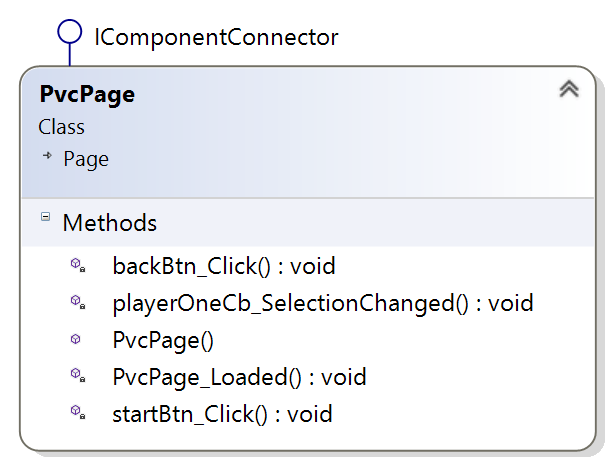 IComponentConnector
PvcPage
Class
Page
Methods
backBtn_Click() : void
playerOneCb_SelectionChanged() : void
PvcPage()
PvcPage_Loaded() : void
startBtn_Click() : void